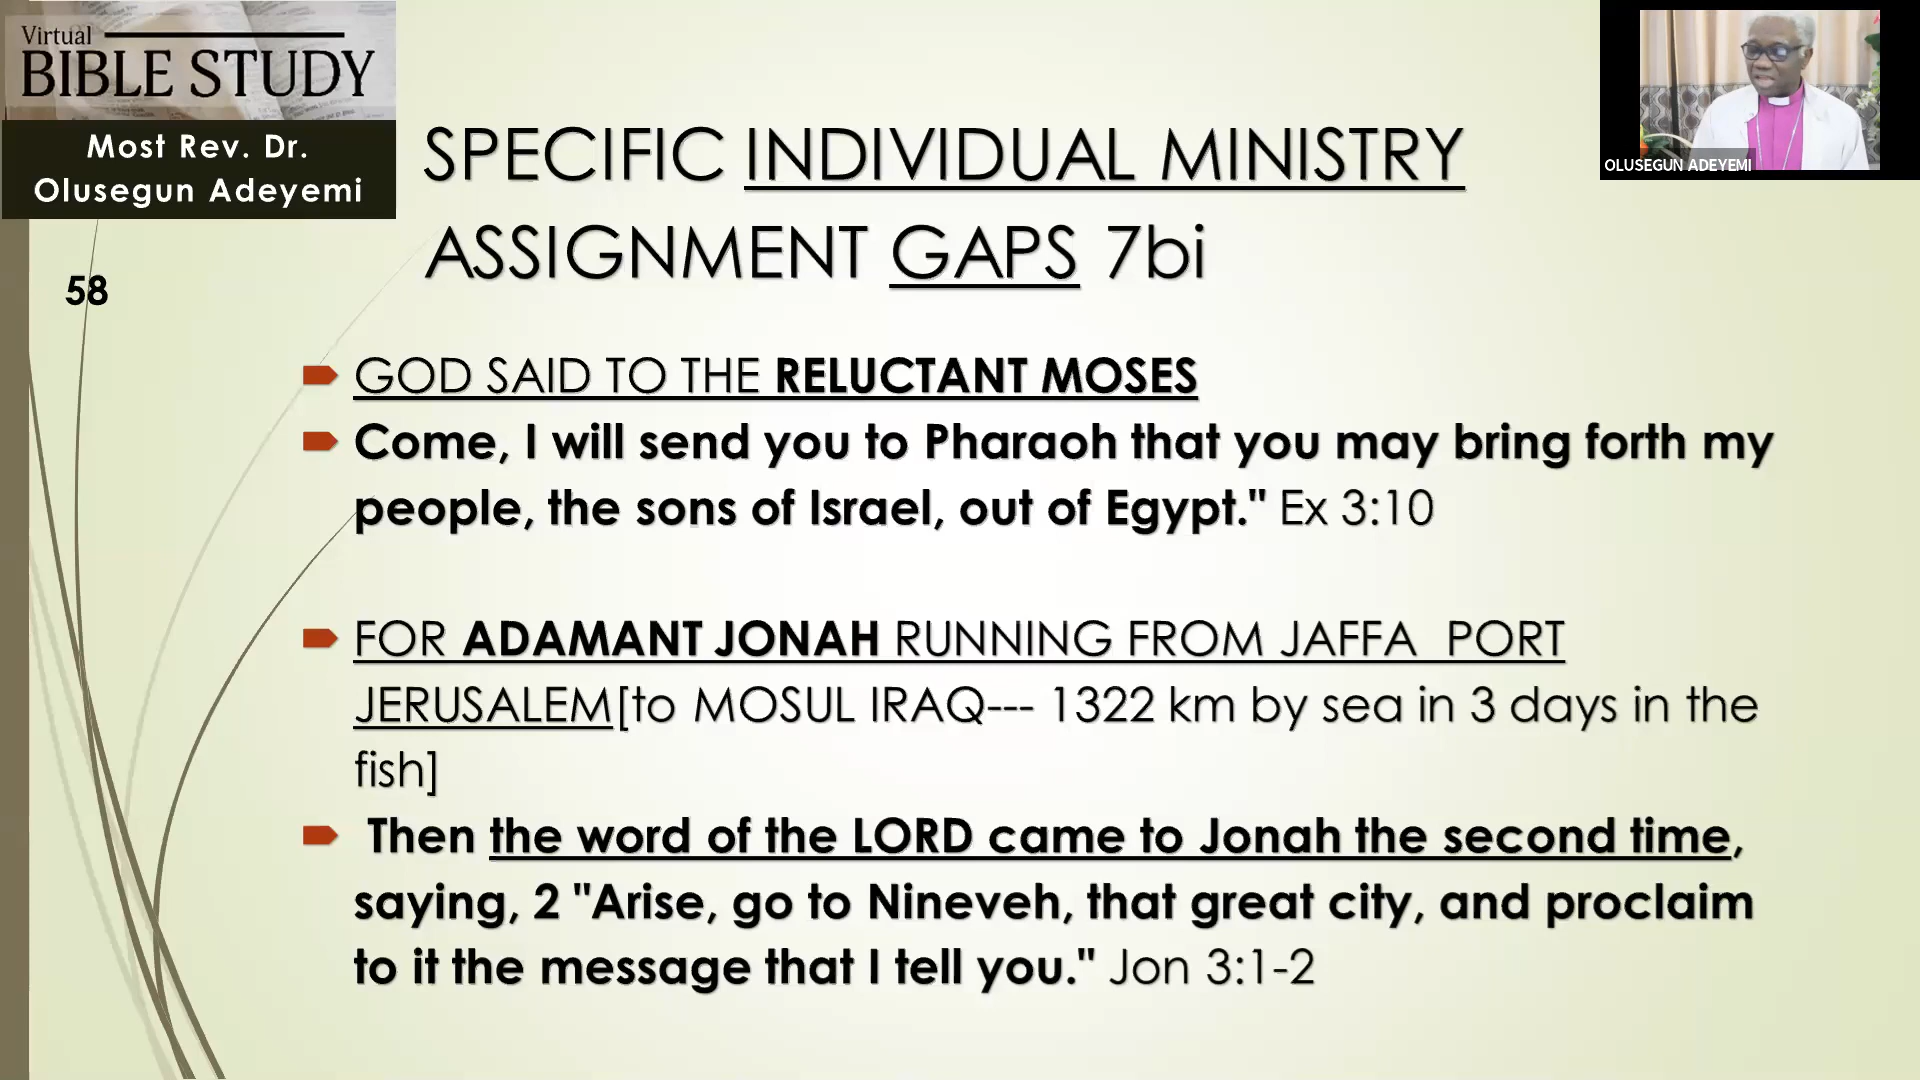 Virtual
BIBLE STUDY
Most Rev. Dr.
Olusegun Adeyemi
58
SPECIFIC INDIVIDUAL MINISTRY
ASSIGNMENT GAPS 7bi
OLUSEGUN ADEYEMI
GOD SAID TO THE RELUCTANT MOSES
Come, I will send you to Pharaoh that you may bring forth my
people, the sons of Israel, out of Egypt." Ex 3:10
FOR ADAMANT JONAH RUNNING FROM JAFFA PORT
JERUSALEM[to MOSUL IRAQ--- 1322 km by sea in 3 days in the
fish]
Then the word of the LORD came to Jonah the second time,
saying, 2 "Arise, go to Nineveh, that great city, and proclaim
to it the message that I tell you." Jon 3:1-2